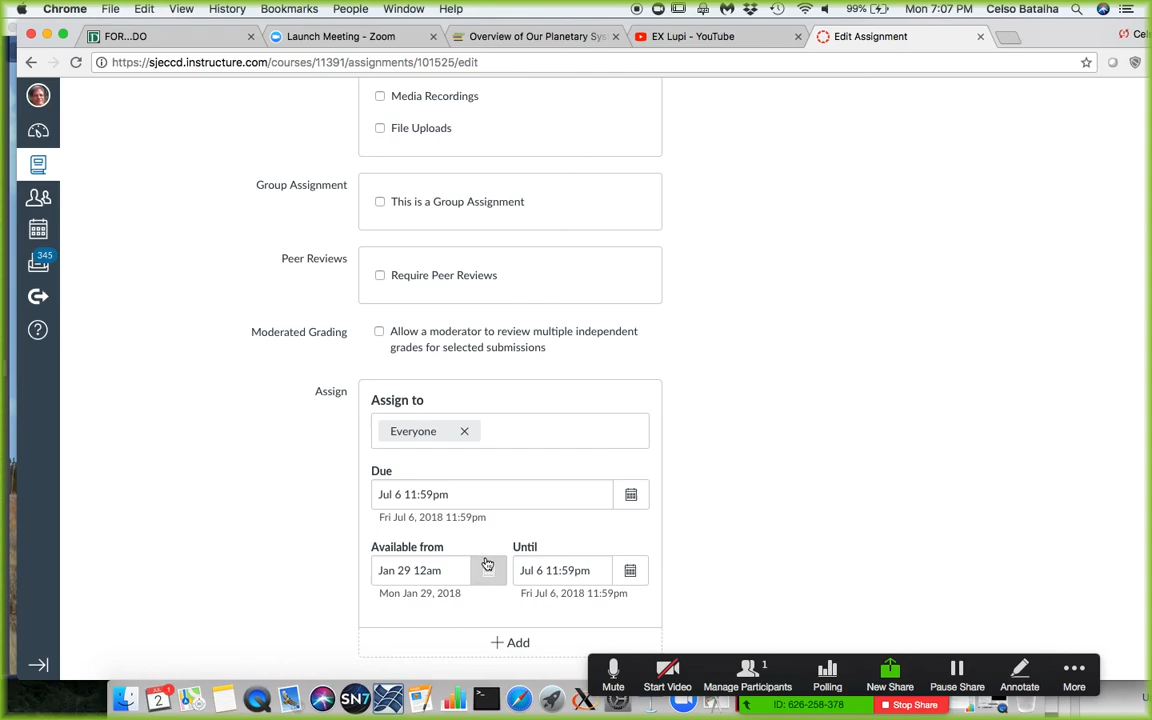 Chrome File Edit View History Bookmarks People Window Help 99% Mon 7:07 PM Celso Batalha
FOR...DO Launch Meeting - Zoom Overview of Our Planetary Sys EX Lupi - YouTube Edit Assignment
https://sjeccd.instructure.com/courses/11391/assignments/101525/edit
Media Recordings
File Uploads
Group Assignment This is a Group Assignment
Peer Reviews Require Peer Reviews
345
Moderated Grading Allow a moderator to review multiple independent
grades for selected submissions
Assign
Assign to
Everyone
Due
Jul 6 11:59pm
Fri Jul 6, 2018 11:59pm
Available from Until
Jan 29 12am Jul 6 11:59pm
Mon Jan 29, 2018 Fri Jul 6, 2018 11:59pm
+ Add
Mute Start Video 1 Manage Participants Polling New Share Pause Share Annotate More
2 SN7 ID: 626-258-378 Stop Share